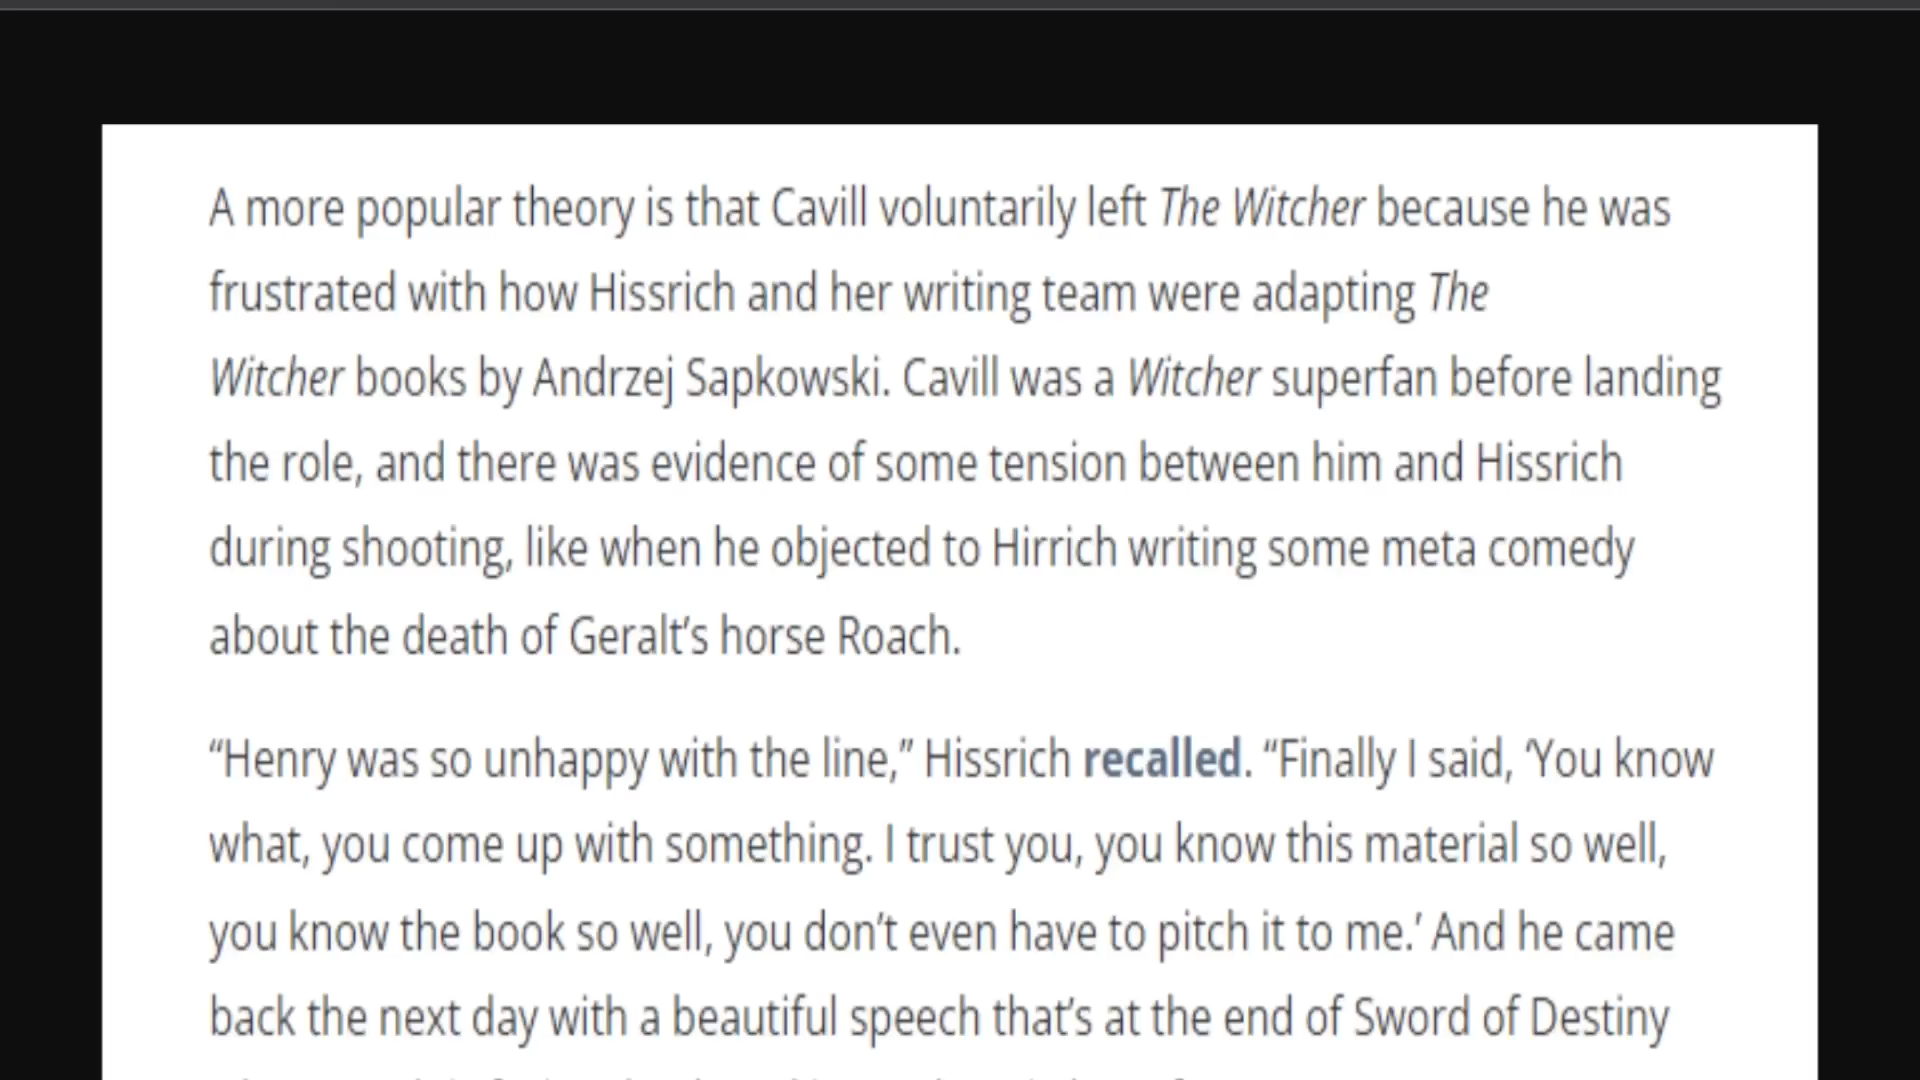 A more popular theory is that Cavill voluntarily left The Witcher because he was
frustrated with how Hissrich and her writing team were adapting The
Witcher books by Andrzej Sapkowski. Cavill was a Witcher superfan before landing
the role, and there was evidence of some tension between him and Hissrich
during shooting, like when he objected to Hirrich writing some meta comedy
about the death of Geralt’s horse Roach.
“Henry was so unhappy with the line,” Hissrich recalled. “Finally I said, ‘You know
what, you come up with something. I trust you, you know this material so well,
you know the book so well, you don’t even have to pitch it to me.’ And he came
back the next day with a beautiful speech that’s at the end of Sword of Destiny